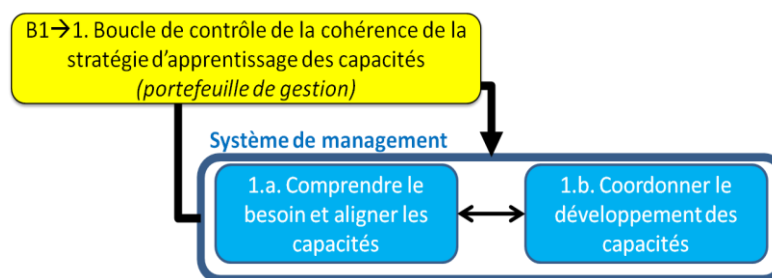 B1→1. Boucle de contrôle de la cohérence de la
stratégie d'apprentissage des capacités
(portefeuille de gestion)
Système de management
1.a. Comprendre le
besoin et aligner les
capacités
1.b. Coordonner le
développement des
capacités